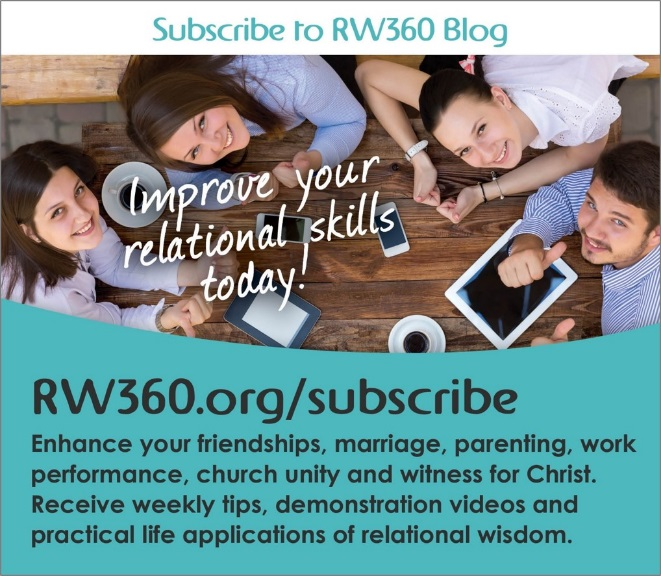 Subscribe to RW360 Blog
Improve your
relational skills
today!
RW360.org/subscribe
Enhance your friendships, marriage, parenting, work
performance, church unity and witness for Christ.
Receive weekly tips, demonstration videos and
practical life applications of relational wisdom.